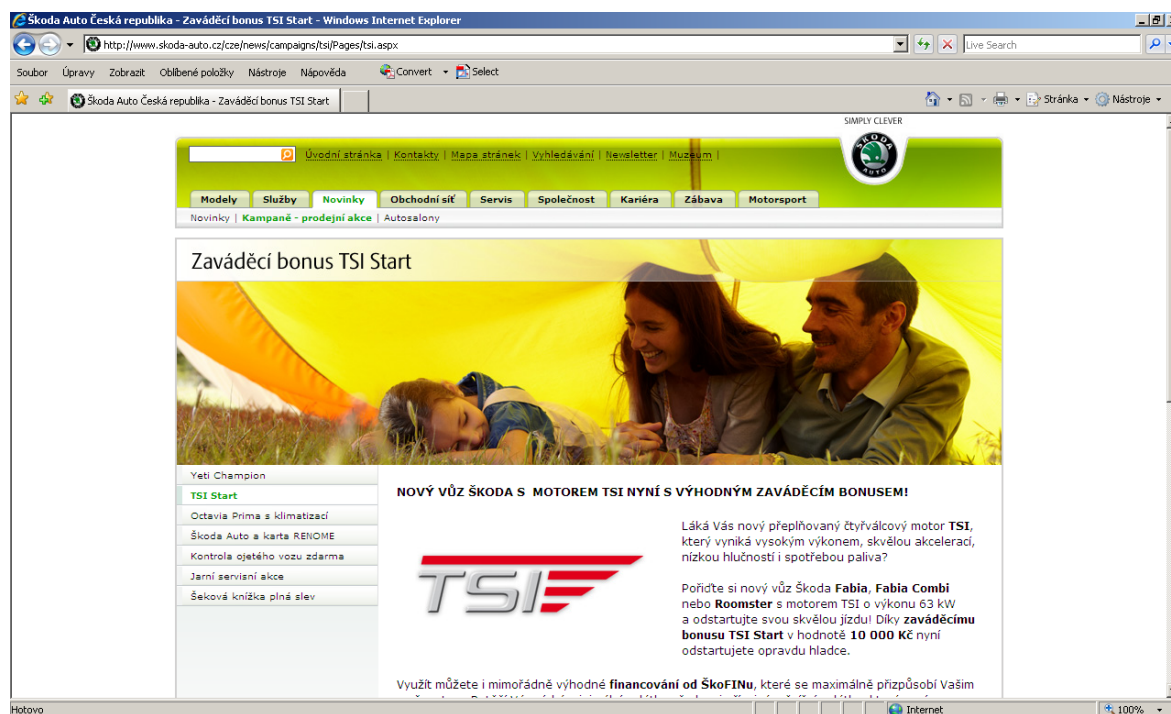 Škoda Auto Česká republika - Zaváděcí bonus TSI Start - Windows Internet Explorer
http://www.skoda-auto.cz/cze/news/campaigns/tsi/Pages/tsi.aspx
Live Search
Soubor Úpravy Zobrazit Oblíbené položky Nástroje Nápověda Convert Select
Škoda Auto Česká republika - Zaváděcí bonus TSI Start
Stránka Nástroje
SIMPLY CLEVER
ŠKODA AUTO
Úvodní stránka | Kontakty | Mapa stránek | Vyhledávání | Newsletter | Muzeum |
Modely Služby Novinky Obchodní síť Servis Společnost Kariéra Zábava Motorsport
Novinky | Kampaně - prodejní akce | Autosalony
Zaváděcí bonus TSI Start
Yeti Champion
TSI Start
Octavia Prima s klimatizací
Škoda Auto a karta RENOME
Kontrola ojetého vozu zdarma
Jarní servisní akce
Šeková knížka plná slev
NOVÝ VŮZ ŠKODA S MOTOREM TSI NYNÍ S VÝHODNÝM ZAVÁDĚCÍM BONUSEM!
TSI
Láká Vás nový přeplňovaný čtyřválcový motor TSI,
který vyniká vysokým výkonem, skvělou akcelerací,
nízkou hlučností i spotřebou paliva?
Pořiďte si nový vůz Škoda Fabia, Fabia Combi
nebo Roomster s motorem TSI o výkonu 63 kW
a odstartujte svou skvělou jízdu! Díky zaváděcímu
bonusu TSI Start v hodnotě 10 000 Kč nyní
odstartujete opravdu hladce.
Využít můžete i mimořádně výhodné financování od ŠkoFINu, které se maximálně přizpůsobí Vašim
Hotovo
Internet
100%